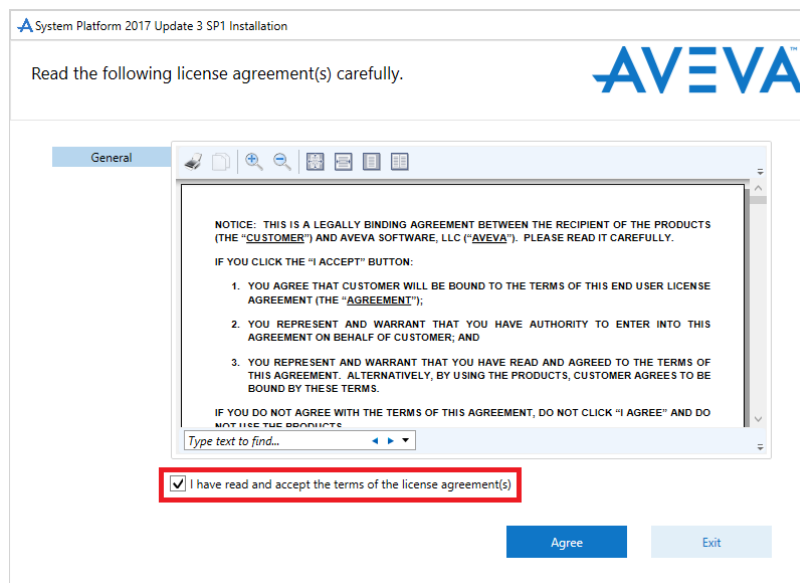 System Platform 2017 Update 3 SP1 Installation
Read the following license agreement(s) carefully.
AVEVA™
General
NOTICE: THIS IS A LEGALLY BINDING AGREEMENT BETWEEN THE RECIPIENT OF THE PRODUCTS
(THE “CUSTOMER”) AND AVEVA SOFTWARE, LLC (“AVEVA”). PLEASE READ IT CAREFULLY.
IF YOU CLICK THE “I ACCEPT” BUTTON:
1. YOU AGREE THAT CUSTOMER WILL BE BOUND TO THE TERMS OF THIS END USER LICENSE
AGREEMENT (THE “AGREEMENT”);
2. YOU REPRESENT AND WARRANT THAT YOU HAVE AUTHORITY TO ENTER INTO THIS
AGREEMENT ON BEHALF OF CUSTOMER; AND
3. YOU REPRESENT AND WARRANT THAT YOU HAVE READ AND AGREED TO THE TERMS OF
THIS AGREEMENT. ALTERNATIVELY, BY USING THE PRODUCTS, CUSTOMER AGREES TO BE
BOUND BY THESE TERMS.
IF YOU DO NOT AGREE WITH THE TERMS OF THIS AGREEMENT, DO NOT CLICK “I AGREE” AND DO
NOT USE THE PRODUCTS
Type text to find...
I have read and accept the terms of the license agreement(s)
Agree
Exit